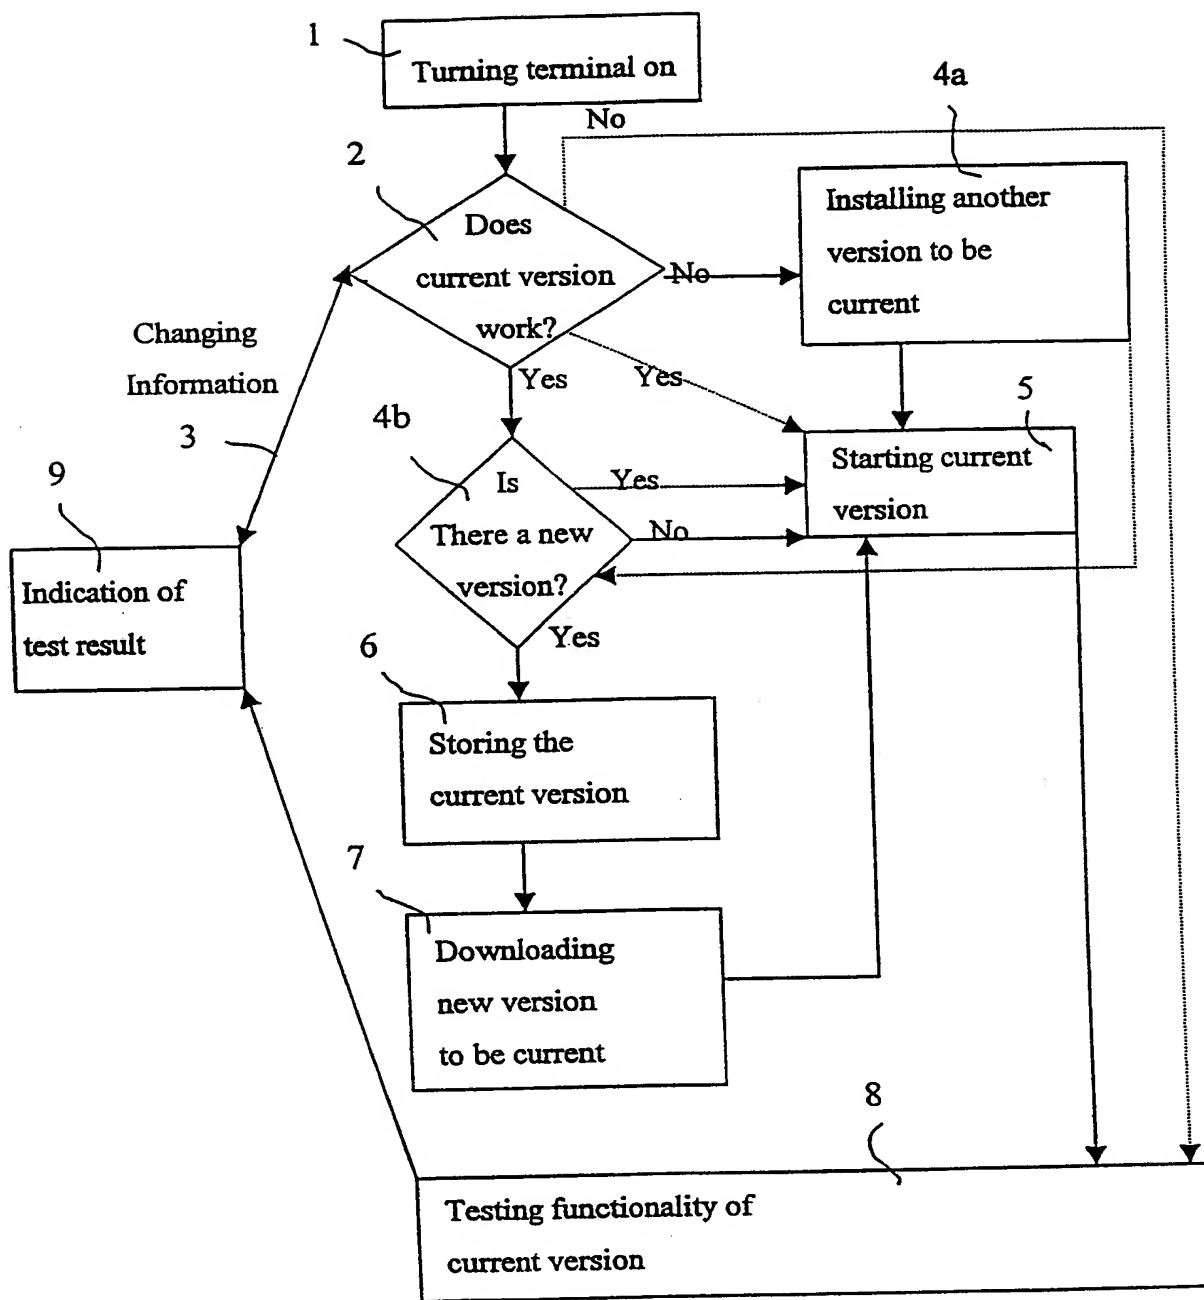 1
Turning terminal on
No
4a
2
Does
current version
work?
No
Installing another
version to be
current
Changing
Information
3
Yes
Yes
4b
5
Starting current
version
Is
There a new
version?
Yes
No
9
Indication of
test result
Yes
6
Storing the
current version
7
Downloading
new version
to be current
8
Testing functionality of
current version